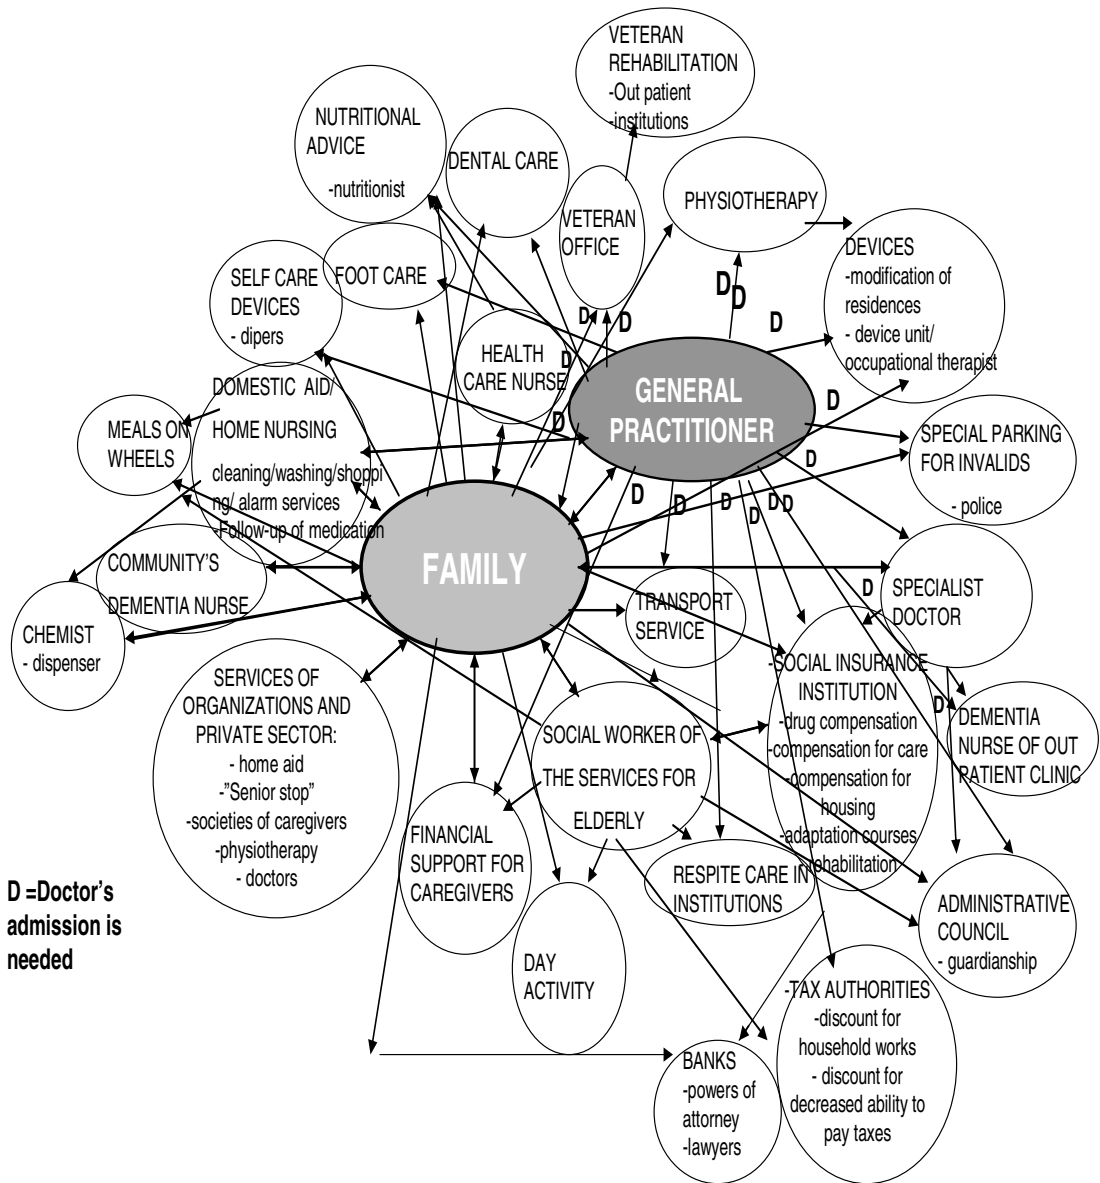 VETERAN
REHABILITATION
-Out patient
-institutions
NUTRITIONAL
ADVICE
-nutritionist
DENTAL CARE
VETERAN
OFFICE
PHYSIOTHERAPY
DEVICES
-modification of
residences
- device unit/
occupational therapist
SELF CARE
DEVICES
- dipers
FOOT CARE
HEALTH
CARE NURSE
D
D
D
D
D
D
D
GENERAL
PRACTITIONER
D
D
DOMESTIC AID/
HOME NURSING
cleaning/washing/shoppi
ng/ alarm services
-Follow-up of medication
MEALS ON
WHEELS
SPECIAL PARKING
FOR INVALIDS
- police
D
D
D
D
D
D
D
FAMILY
COMMUNITY'S
DEMENTIA NURSE
CHEMIST
- dispenser
TRANSPORT
SERVICE
D
SPECIALIST
DOCTOR
SERVICES OF
ORGANIZATIONS AND
PRIVATE SECTOR:
- home aid
-"Senior stop"
-societies of caregivers
-physiotherapy
- doctors
SOCIAL WORKER OF
THE SERVICES FOR
ELDERLY
-SOCIAL INSURANCE
INSTITUTION
-drug compensation
-compensation for care
-compensation for
housing
-adaptation courses
rehabilitation
D
DEMENTIA
NURSE OF OUT
PATIENT CLINIC
FINANCIAL
SUPPORT FOR
CAREGIVERS
RESPITE CARE IN
INSTITUTIONS
ADMINISTRATIVE
COUNCIL
- guardianship
D =Doctor's
admission is
needed
DAY
ACTIVITY
-TAX AUTHORITIES
-discount for
household works
- discount for
decreased ability to
pay taxes
BANKS
-powers of
attorney
-lawyers